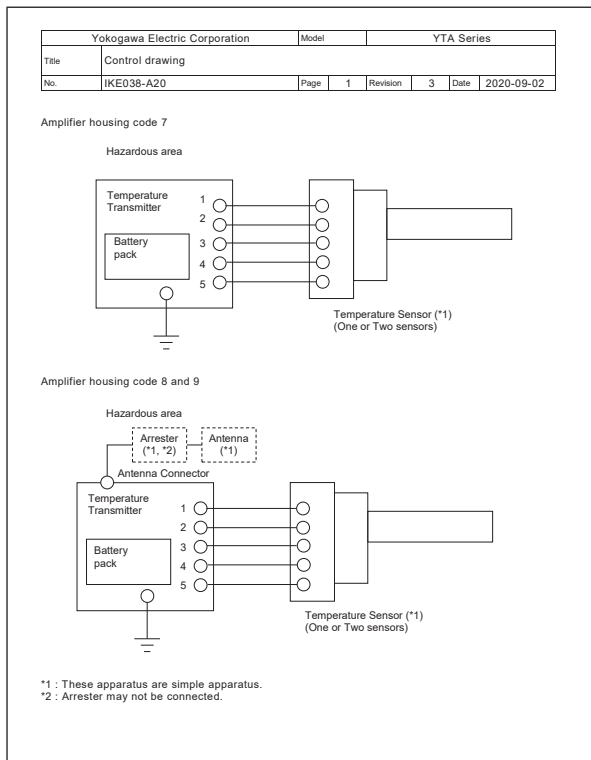 Yokogawa Electric Corporation Model YTA Series
Title Control drawing
No. IKE038-A20 Page 1 Revision 3 Date 2020-09-02
Amplifier housing code 7
Hazardous area
Temperature
Transmitter
Battery
pack
1
2
3
4
5
Temperature Sensor (*1)
(One or Two sensors)
Amplifier housing code 8 and 9
Hazardous area
Arrester
(*1, *2)
Antenna
(*1)
Antenna Connector
Temperature
Transmitter
Battery
pack
1
2
3
4
5
Temperature Sensor (*1)
(One or Two sensors)
*1 : These apparatus are simple apparatus.
*2 : Arrester may not be connected.